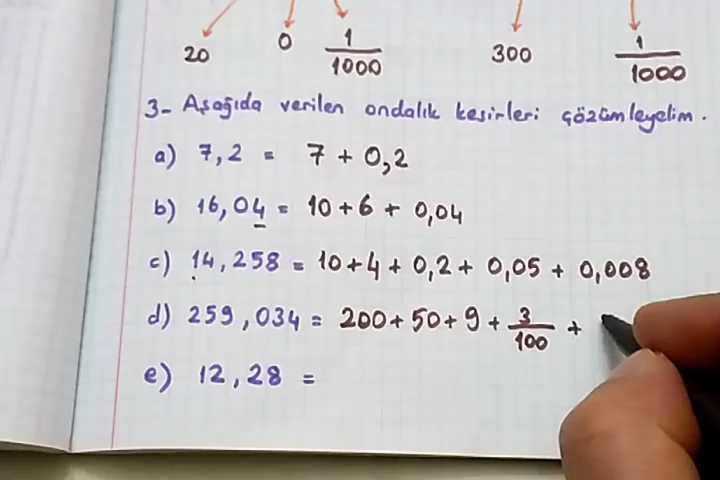 20 0 1/1000 300 1/1000
3- Aşağıda verilen ondalık kesirleri çözümleyelim.
a) 7,2 = 7 + 0,2
b) 16,04 = 10+6 + 0,04
c) 14,258 = 10+4 + 0,2 + 0,05 + 0,008
d) 259,034 = 200+50+9 + 3/100 +
e) 12,28 =